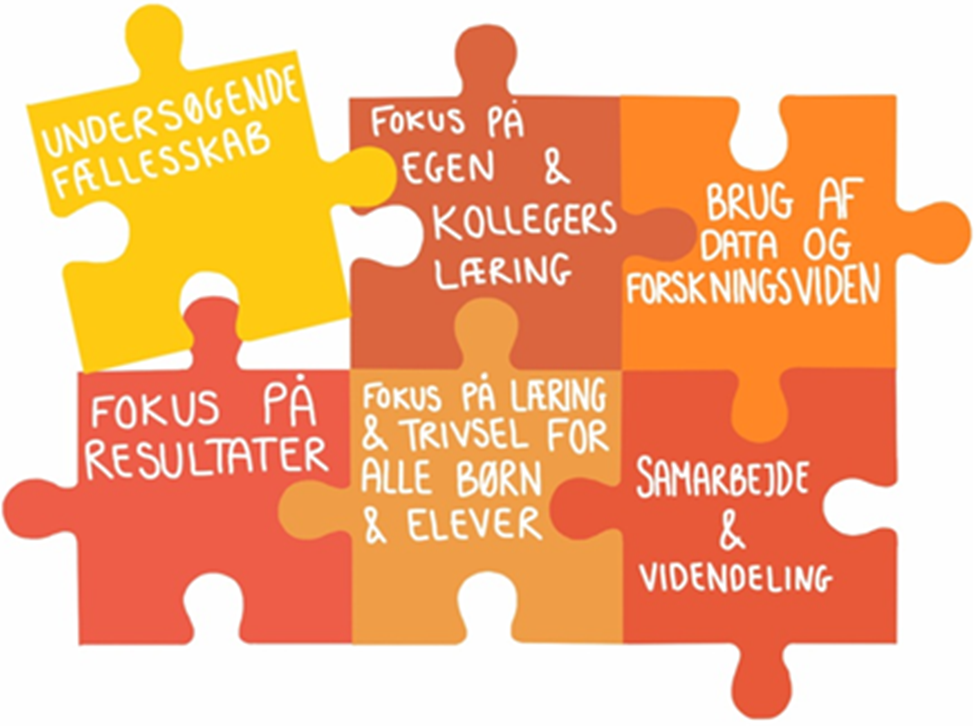 UNDERSØGENDE
FÆLLESSKAB
FOKUS PÅ
EGEN &
KOLLEGERS
LÆRING
BRUG AF
DATA OG
FORSKNINGSVIDEN
FOKUS PÅ
RESULTATER
FOKUS PÅ LÆRING
& TRIVSEL FOR
ALLE BØRN
& ELEVER
SAMARBEJDE
&
VIDENDELING